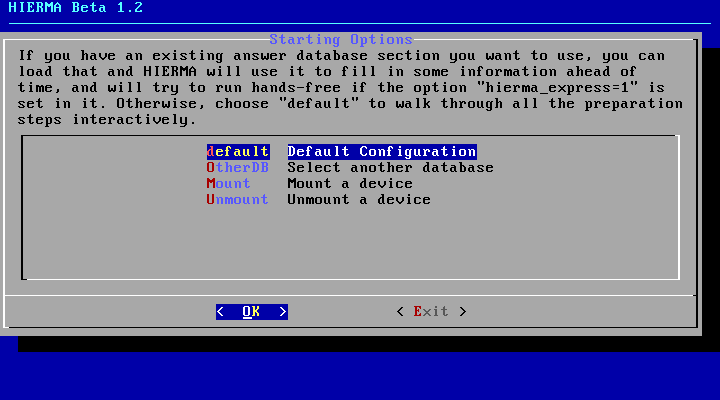 HIERMA Beta 1.2
Starting Options
If you have an existing answer database section you want to use, you can
load that and HIERMA will use it to fill in some information ahead of
time, and will try to run hands-free if the option "hierma_express=1" is
set in it. Otherwise, choose "default" to walk through all the preparation
steps interactively.
default Default Configuration
OtherDB Select another database
Mount Mount a device
Unmount Unmount a device
< OK > < Exit >